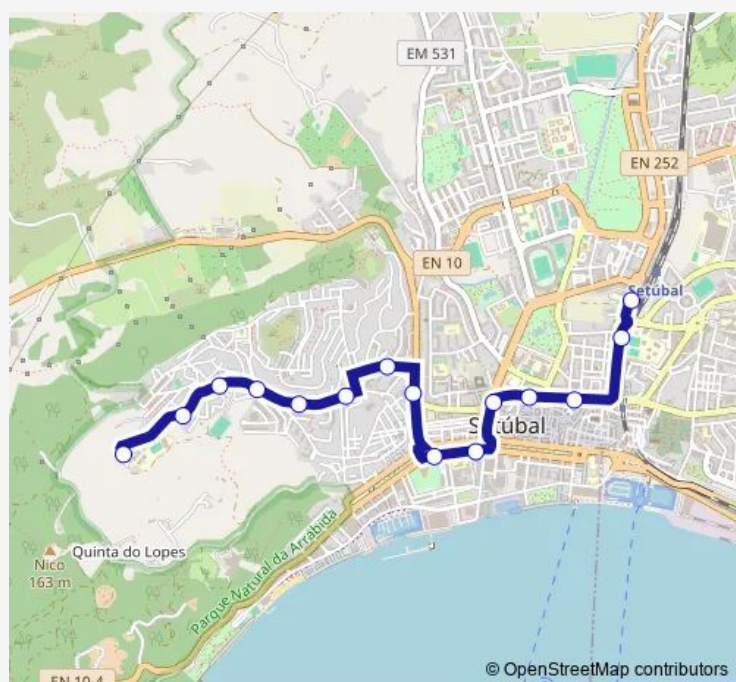 EM 531
EN 252
EN 10
Setúbal
Setúbal
Quinta do Lopes
Nico
163 m
Parque Natural da Arrábida
EN 10-4
© OpenStreetMap contributors